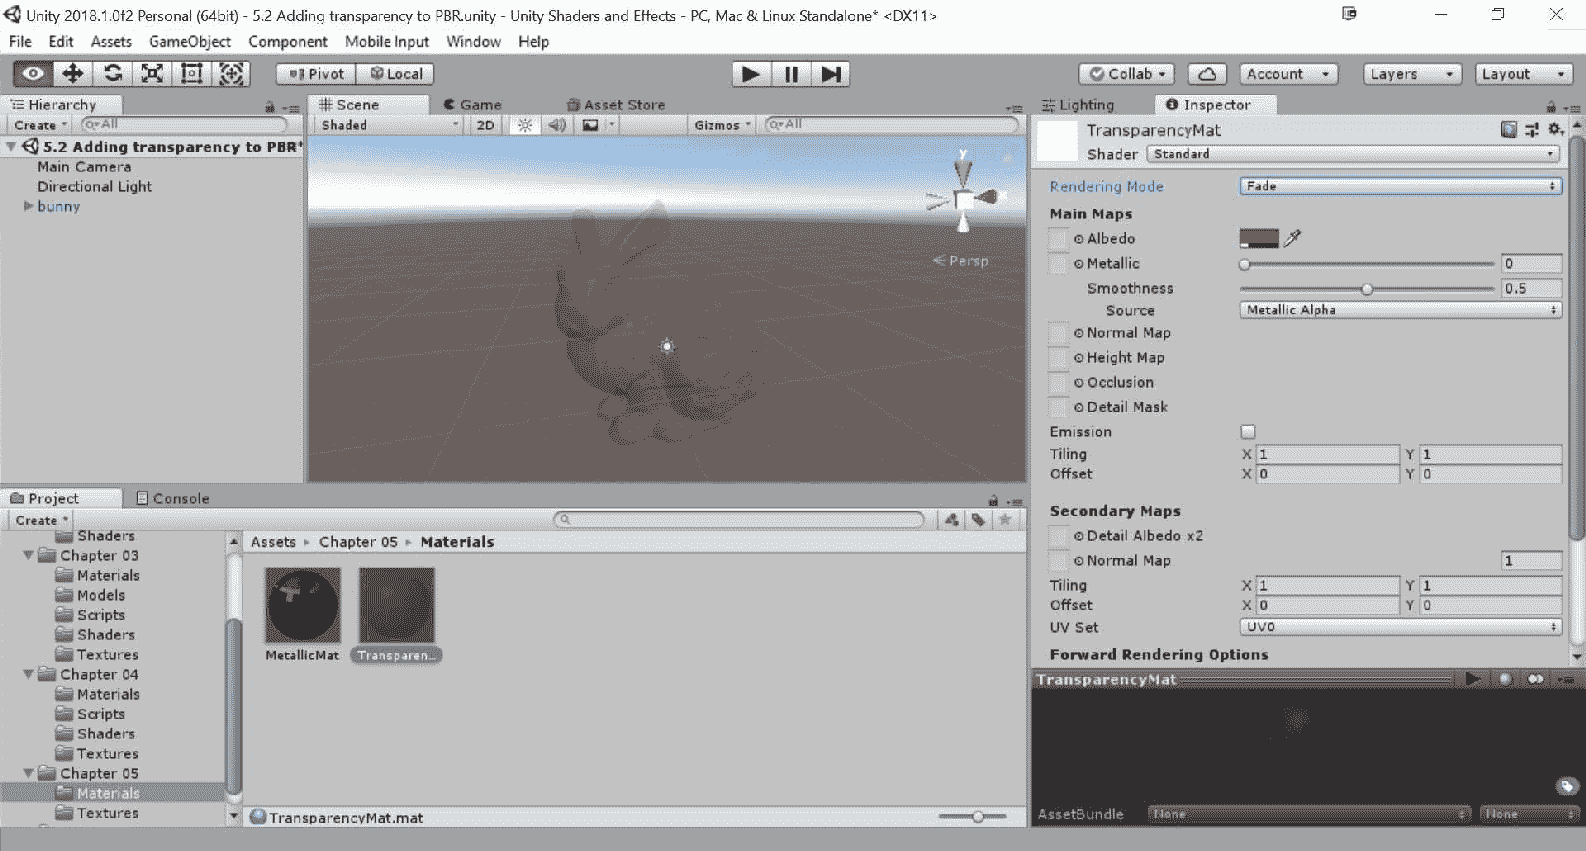 Unity 2018.1.0f2 Personal (64bit) - 5.2 Adding transparency to PBR.unity - Unity Shaders and Effects - PC, Mac & Linux Standalone* <DX11>
File Edit Assets GameObject Component Mobile Input Window Help
Pivot Local Collab Account Layers Layout
Hierarchy
Create All
5.2 Adding transparency to PBR*
Main Camera
Directional Light
bunny
Scene Game Asset Store
Shaded 2D Gizmos All
y
Persp
Lighting Inspector
TransparencyMat
Shader Standard
Rendering Mode Fade
Main Maps
Albedo
Metallic 0
Smoothness 0.5
Source Metallic Alpha
Normal Map
Height Map
Occlusion
Detail Mask
Emission
Tiling X 1 Y 1
Offset X 0 Y 0
Secondary Maps
Detail Albedo x2
Normal Map 1
Tiling X 1 Y 1
Offset X 0 Y 0
UV Set UV0
Forward Rendering Options
TransparencyMat
AssetBundle None None
Project Console
Create
Shaders
Chapter 03
Materials
Models
Scripts
Shaders
Textures
Chapter 04
Materials
Scripts
Shaders
Textures
Chapter 05
Materials
Textures
Assets Chapter 05 Materials
MetallicMat Transparen...
TransparencyMat.mat